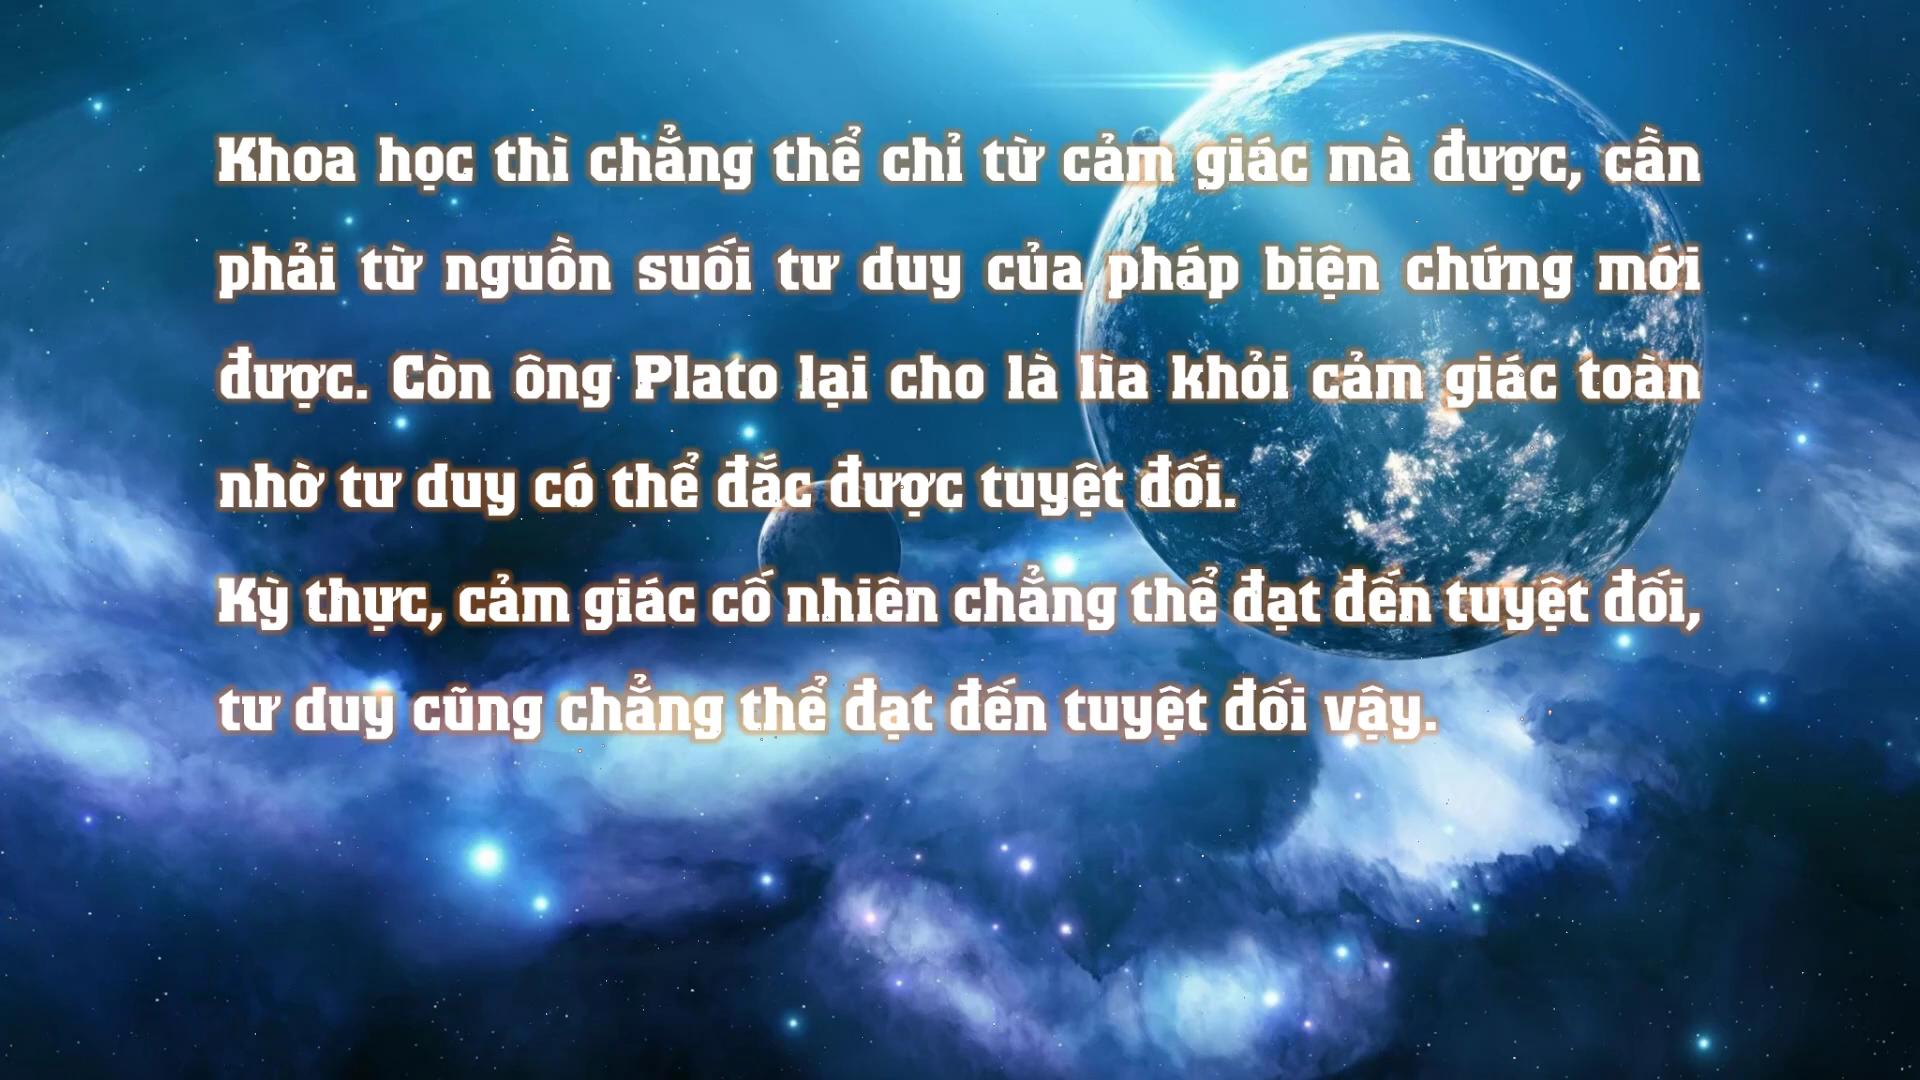 Khoa học thì chẳng thể chỉ từ cảm giác mà được, cần
phải từ nguồn suối tư duy của pháp biện chứng mới
được. Còn ông Plato lại cho là lìa khỏi cảm giác toàn
nhờ tư duy có thể đắc được tuyệt đối.
Kỳ thực, cảm giác cố nhiên chẳng thể đạt đến tuyệt đối,
tư duy cũng chẳng thể đạt đến tuyệt đối vậy.